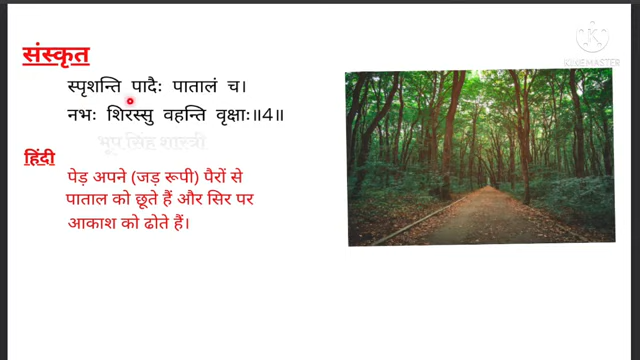 संस्कृत
स्पृशन्ति पादैः पातालं च।
नभः शिरस्सु वहन्ति वृक्षाः॥4॥
भूप सिंह शास्त्री
हिंदी
पेड़ अपने (जड़ रूपी) पैरों से
पाताल को छूते हैं और सिर पर
आकाश को ढोते हैं।
KINEMASTER